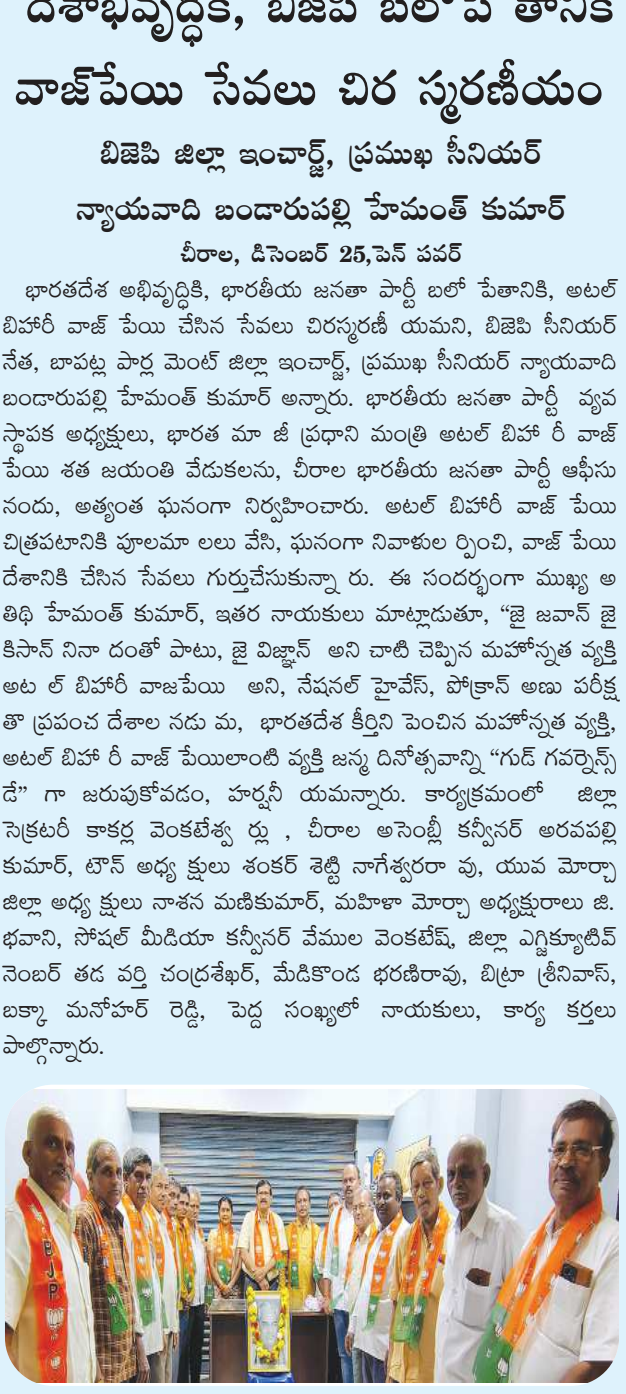 దేశాభివృద్ధికి, బిజెపి బలో పే తానికి
వాజ్‌పేయి సేవలు చిర స్మరణీయం
బిజెపి జిల్లా ఇంచార్జ్, ప్రముఖ సీనియర్
న్యాయవాది బండారుపల్లి హేమంత్ కుమార్
చీరాల, డిసెంబర్ 25,పెన్ పవర్
భారతదేశ అభివృద్ధికి, భారతీయ జనతా పార్టీ బలో పేతానికి, అటల్
బిహారీ వాజ్ పేయి చేసిన సేవలు చిరస్మరణీ యమని, బిజెపి సీనియర్
నేత, బాపట్ల పార్ల మెంట్ జిల్లా ఇంచార్జ్, ప్రముఖ సీనియర్ న్యాయవాది
బండారుపల్లి హేమంత్ కుమార్ అన్నారు. భారతీయ జనతా పార్టీ వ్యవ
స్థాపక అధ్యక్షులు, భారత మా జీ ప్రధాని మంత్రి అటల్ బిహా రీ వాజ్
పేయి శత జయంతి వేడుకలను, చీరాల భారతీయ జనతా పార్టీ ఆఫీసు
నందు, అత్యంత ఘనంగా నిర్వహించారు. అటల్ బిహారీ వాజ్ పేయి
చిత్రపటానికి పూలమా లలు వేసి, ఘనంగా నివాళుల ర్పించి, వాజ్ పేయి
దేశానికి చేసిన సేవలు గుర్తుచేసుకున్నా రు. ఈ సందర్భంగా ముఖ్య అ
తిథి హేమంత్ కుమార్, ఇతర నాయకులు మాట్లాడుతూ, “జై జవాన్ జై
కిసాన్ నినా దంతో పాటు, జై విజ్ఞాన్ అని చాటి చెప్పిన మహోన్నత వ్యక్తి
అట ల్ బిహారీ వాజపేయి అని, నేషనల్ హైవేస్, పోక్రాన్ అణు పరీక్ష
తొ ప్రపంచ దేశాల నడు మ, భారతదేశ కీర్తిని పెంచిన మహోన్నత వ్యక్తి,
అటల్ బిహా రీ వాజ్ పేయిలాంటి వ్యక్తి జన్మ దినోత్సవాన్ని “గుడ్ గవర్నెన్స్
డే” గా జరుపుకోవడం, హర్షనీ యమన్నారు. కార్యక్రమంలో జిల్లా
సెక్రటరీ కాకర్ల వెంకటేశ్వ ర్లు , చీరాల అసెంబ్లీ కన్వీనర్ అరవపల్లి
కుమార్, టౌన్ అధ్య క్షులు శంకర్ శెట్టి నాగేశ్వరరా వు, యువ మోర్చా
జిల్లా అధ్య క్షులు నాశన మణికుమార్, మహిళా మోర్చా అధ్యక్షురాలు జి.
భవాని, సోషల్ మీడియా కన్వీనర్ వేముల వెంకటేష్, జిల్లా ఎగ్జిక్యూటివ్
నెంబర్ తడ వర్తి చంద్రశేఖర్, మేడికొండ భరణిరావు, బిట్రా శ్రీనివాస్,
బక్కా మనోహర్ రెడ్డి, పెద్ద సంఖ్యలో నాయకులు, కార్య కర్తలు
పాల్గొన్నారు.
BJP